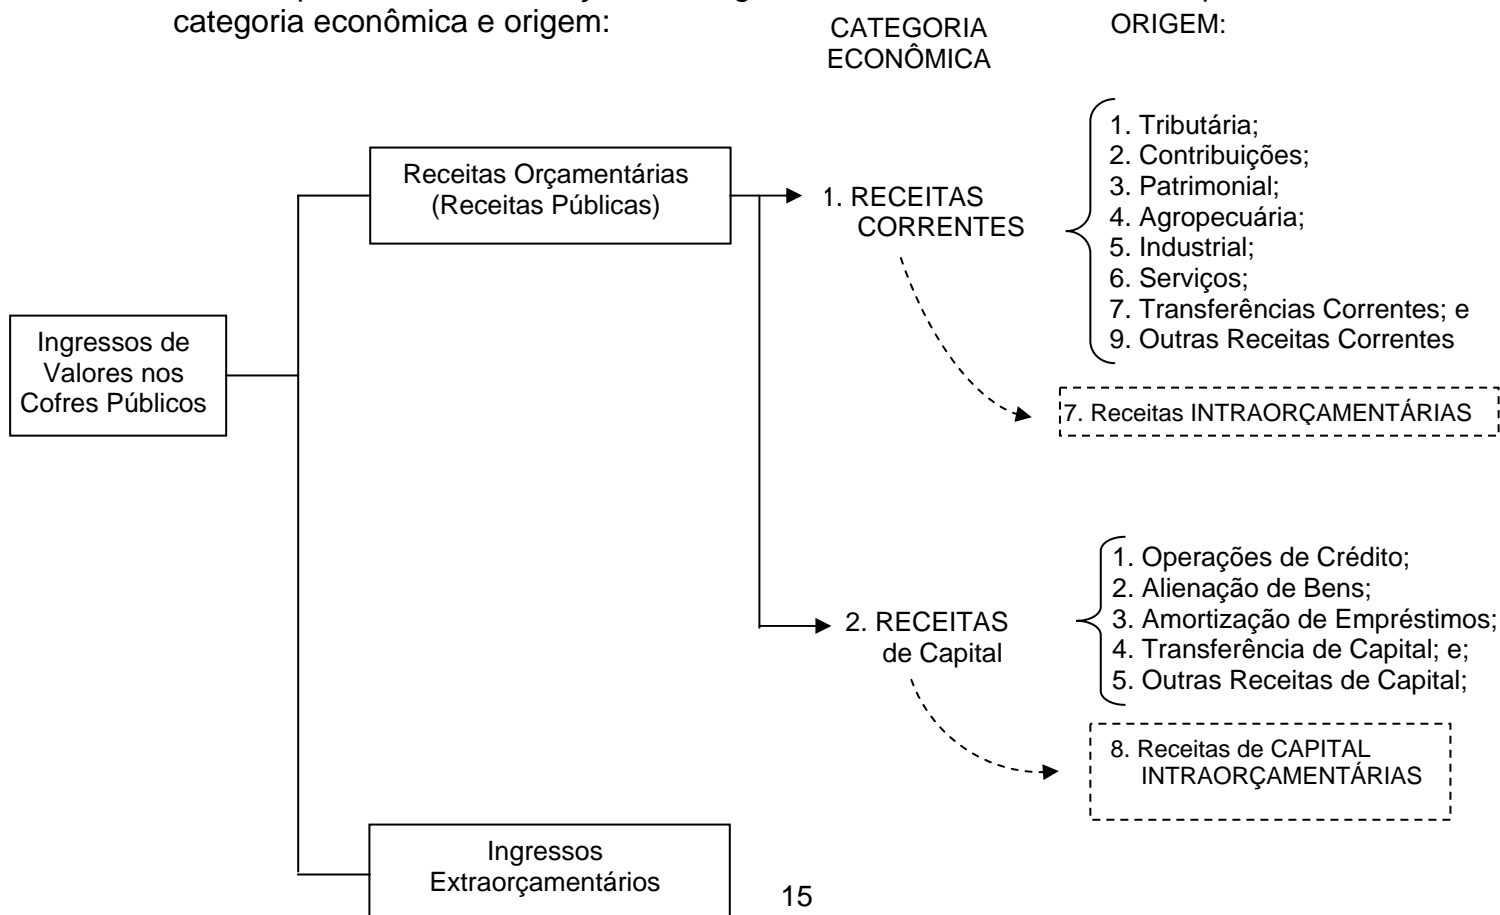 categoria econômica e origem:
CATEGORIA
ECONÔMICA
ORIGEM:
Ingressos de
Valores nos
Cofres Públicos
Receitas Orçamentárias
(Receitas Públicas)
1. RECEITAS
CORRENTES
1. Tributária;
2. Contribuições;
3. Patrimonial;
4. Agropecuária;
5. Industrial;
6. Serviços;
7. Transferências Correntes; e
9. Outras Receitas Correntes
7. Receitas INTRAORÇAMENTÁRIAS
2. RECEITAS
de Capital
1. Operações de Crédito;
2. Alienação de Bens;
3. Amortização de Empréstimos;
4. Transferência de Capital; e;
5. Outras Receitas de Capital;
8. Receitas de CAPITAL
INTRAORÇAMENTÁRIAS
Ingressos
Extraorçamentários
15